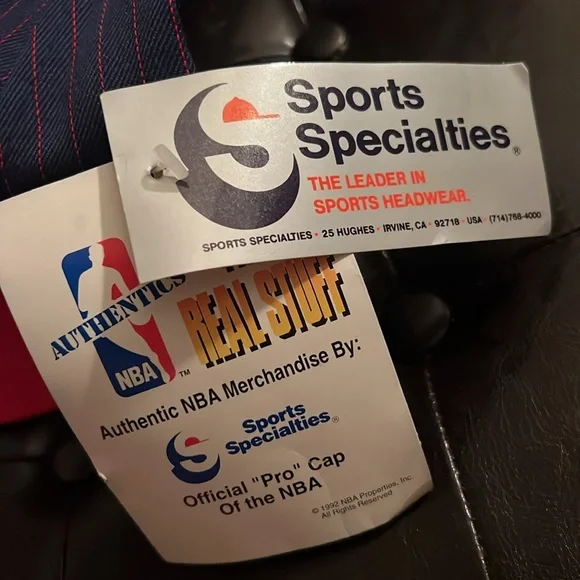 Sports
Specialties®
THE LEADER IN
SPORTS HEADWEAR.
SPORTS SPECIALTIES • 25 HUGHES • IRVINE, CA • 92718 • USA • (714)768-4000
AUTHENTICS
REAL STUFF
NBA™
Authentic NBA Merchandise By:
Sports
Specialties®
Official "Pro" Cap
Of the NBA
© 1992 NBA Properties, Inc.
All Rights Reserved